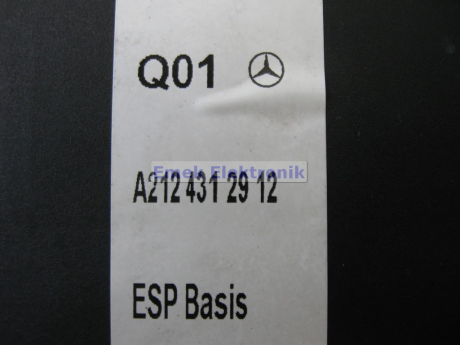 Q01
Emek Elektronik
A212 431 29 12
ESP Basis